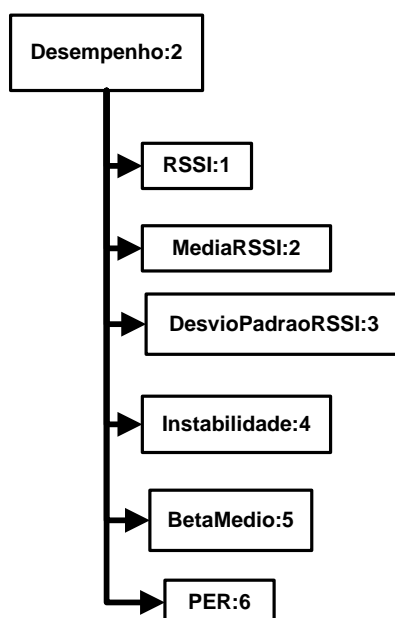 Desempenho:2
RSSI:1
MediaRSSI:2
DesvioPadraoRSSI:3
Instabilidade:4
BetaMedio:5
PER:6